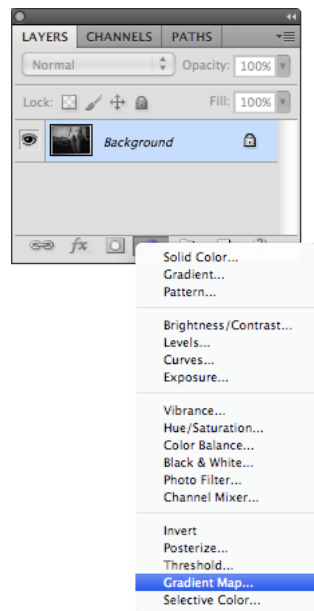 LAYERS CHANNELS PATHS
Normal Opacity: 100%
Lock: Fill: 100%
Background
fx.
Solid Color...
Gradient...
Pattern...
Brightness/Contrast...
Levels...
Curves...
Exposure...
Vibrance...
Hue/Saturation...
Color Balance...
Black & White...
Photo Filter...
Channel Mixer...
Invert
Posterize...
Threshold...
Gradient Map...
Selective Color...